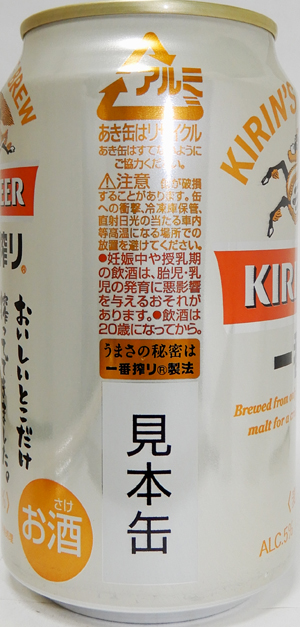 アルミ
あき缶はリサイクル
あき缶はすてないように
ご協力ください。
⚠注意 缶が破損
することがあります。缶
への衝撃、冷凍庫保管、
直射日光の当たる車内
等高温になる場所での
放置を避けてください。
●妊娠中や授乳期
の飲酒は、胎児・乳
児の発育に悪影響
を与えるおそれが
あります。●飲酒は
20歳になってから。
うまさの秘密は
一番搾り®製法
見本缶
BREW
BEER
搾り®
おいしいとこだけ
さけ
お酒
KIRIN'S
KIRI
Brewed from
malt for a
ALC.5%